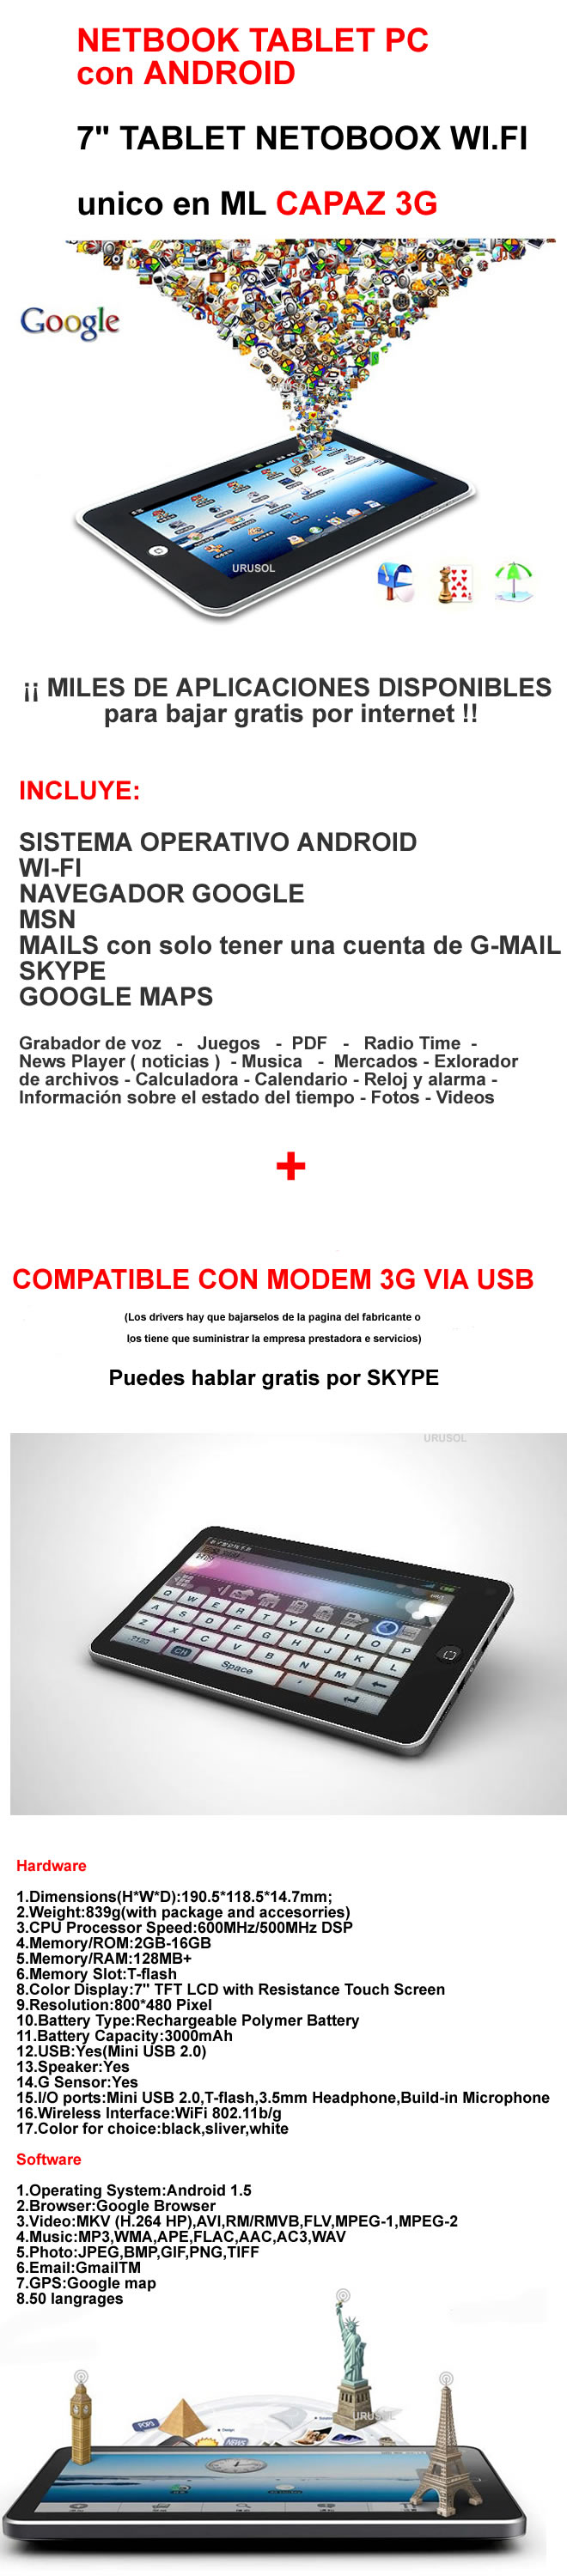 NETBOOK TABLET PC
con ANDROID
7" TABLET NETOBOOX WI.FI
unico en ML CAPAZ 3G
Google
URUSOL
URUSOL
¡¡ MILES DE APLICACIONES DISPONIBLES
para bajar gratis por internet !!
INCLUYE:
SISTEMA OPERATIVO ANDROID
WI-FI
NAVEGADOR GOOGLE
MSN
MAILS con solo tener una cuenta de G-MAIL
SKYPE
GOOGLE MAPS
Grabador de voz - Juegos - PDF - Radio Time -
News Player ( noticias ) - Musica - Mercados - Exlorador
de archivos - Calculadora - Calendario - Reloj y alarma -
Información sobre el estado del tiempo - Fotos - Videos
+
COMPATIBLE CON MODEM 3G VIA USB
(Los drivers hay que bajarselos de la pagina del fabricante o
los tiene que suministrar la empresa prestadora e servicios)
Puedes hablar gratis por SKYPE
URUSOL
Q W E R T Y U I O P
A S D F G H J K L
Z X C V B N M
?123 CH Space
Hardware
1.Dimensions(H*W*D):190.5*118.5*14.7mm;
2.Weight:839g(with package and accesorries)
3.CPU Processor Speed:600MHz/500MHz DSP
4.Memory/ROM:2GB-16GB
5.Memory/RAM:128MB+
6.Memory Slot:T-flash
8.Color Display:7" TFT LCD with Resistance Touch Screen
9.Resolution:800*480 Pixel
10.Battery Type:Rechargeable Polymer Battery
11.Battery Capacity:3000mAh
12.USB:Yes(Mini USB 2.0)
13.Speaker:Yes
14.G Sensor:Yes
15.I/O ports:Mini USB 2.0,T-flash,3.5mm Headphone,Build-in Microphone
16.Wireless Interface:WiFi 802.11b/g
17.Color for choice:black,sliver,white
Software
1.Operating System:Android 1.5
2.Browser:Google Browser
3.Video:MKV (H.264 HP),AVI,RM/RMVB,FLV,MPEG-1,MPEG-2
4.Music:MP3,WMA,APE,FLAC,AAC,AC3,WAV
5.Photo:JPEG,BMP,GIF,PNG,TIFF
6.Email:GmailTM
7.GPS:Google map
8.50 langrages
URUSOL
POPS
Design
NEWS